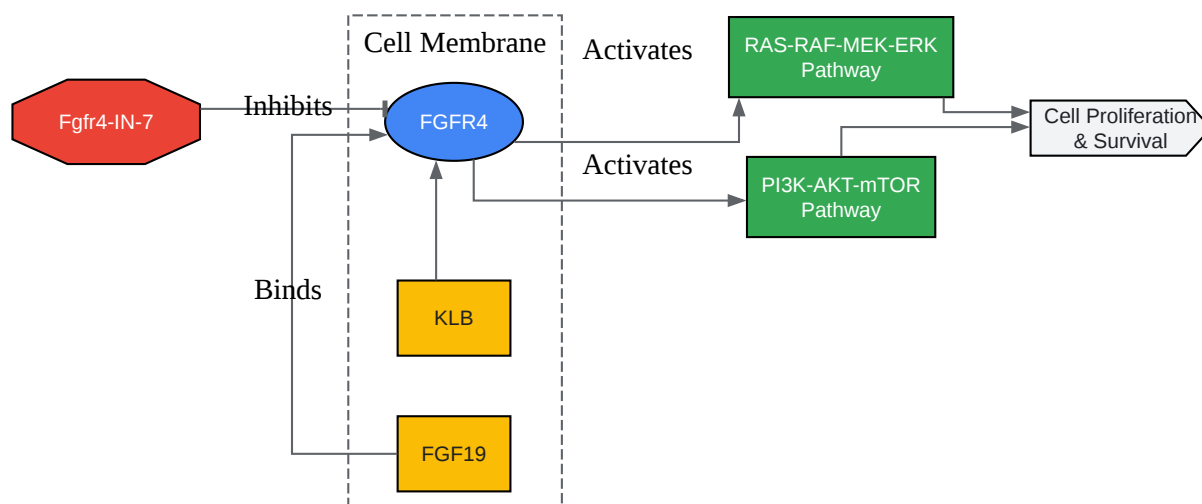 Cell Membrane
Activates
RAS-RAF-MEK-ERK
Pathway
Fgfr4-IN-7
Inhibits
FGFR4
Cell Proliferation
& Survival
Activates
PI3K-AKT-mTOR
Pathway
Binds
KLB
FGF19